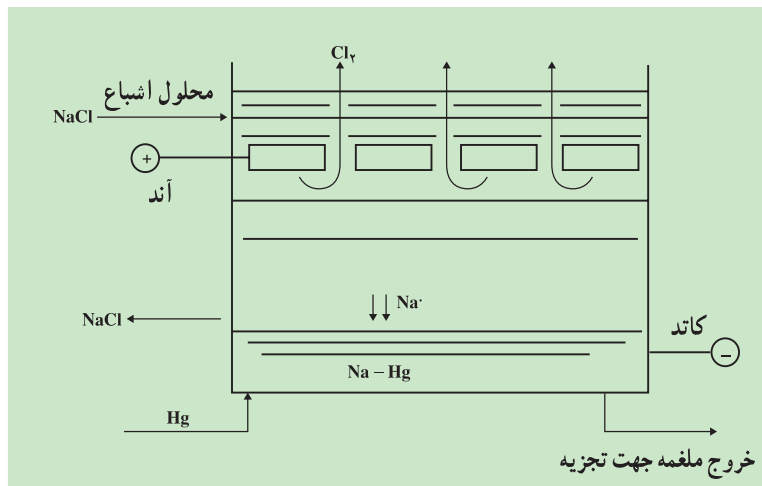 Cl۲
محلول اشباع
NaCl
+
آند
Na·
NaCl
کاتد
−
Na – Hg
Hg
خروج ملغمه جهت تجزیه